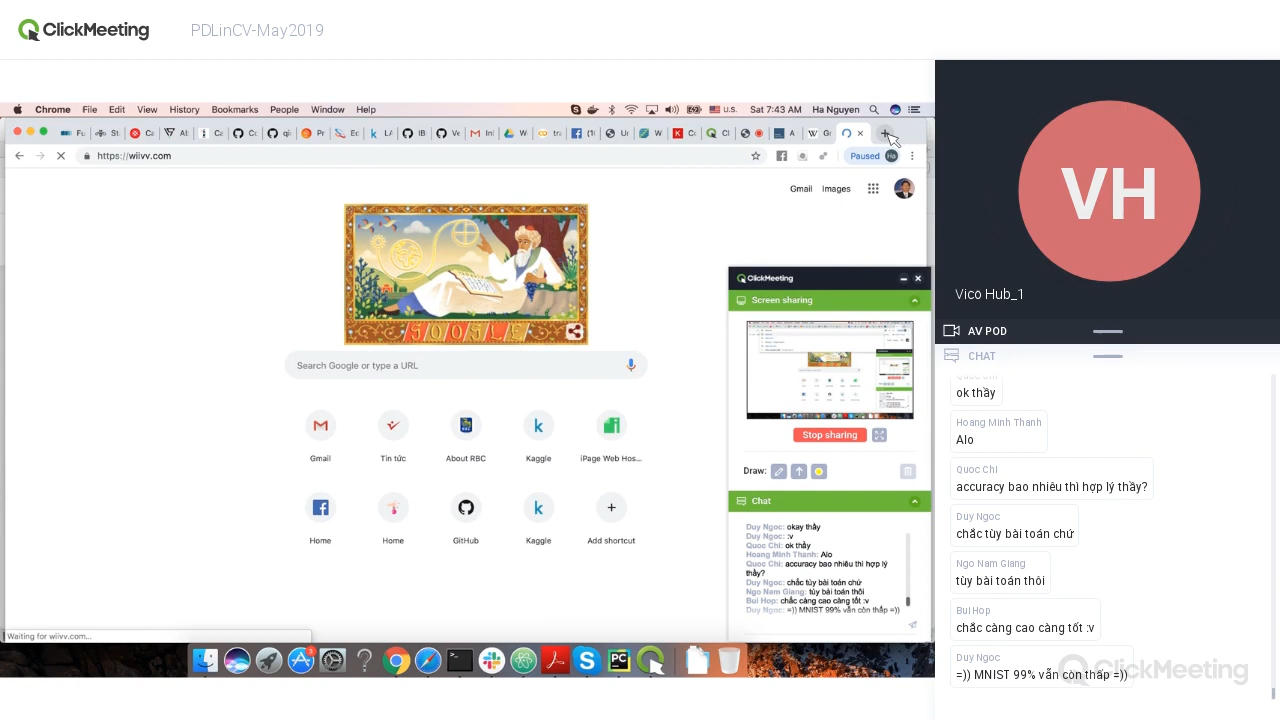 ClickMeeting PDLinCV-May2019
Chrome File Edit View History Bookmarks People Window Help U.S. Sat 7:43 AM Ha Nguyen
https://wiivv.com Paused Ha
Gmail Images
GOOGLE
Search Google or type a URL
Gmail Tin tức About RBC Kaggle iPage Web Hos...
Home Home GitHub Kaggle Add shortcut
Waiting for wiivv.com...
ClickMeeting
Screen sharing
Stop sharing
Draw:
Chat
Duy Ngoc: okay thầy
Duy Ngoc: :v
Quoc Chi: ok thầy
Hoang Minh Thanh: Alo
Quoc Chi: accuracy bao nhiêu thì hợp lý
thầy?
Duy Ngoc: chắc tùy bài toán chứ
Ngo Nam Giang: tùy bài toán thôi
Bui Hop: chắc càng cao càng tốt :v
Duy Ngoc: =)) MNIST 99% vẫn còn thấp =))
PC
VH
Vico Hub_1
AV POD
CHAT
Quoc Chi
ok thầy
Hoang Minh Thanh
Alo
Quoc Chi
accuracy bao nhiêu thì hợp lý thầy?
Duy Ngoc
chắc tùy bài toán chứ
Ngo Nam Giang
tùy bài toán thôi
Bui Hop
chắc càng cao càng tốt :v
Duy Ngoc
=)) MNIST 99% vẫn còn thấp =))
ClickMeeting